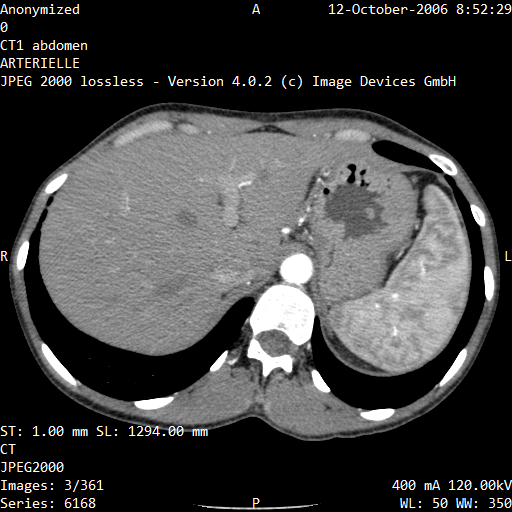 Anonymized A 12-October-2006 8:52:29
0
CT1 abdomen
ARTERIELLE
JPEG 2000 lossless - Version 4.0.2 (c) Image Devices GmbH
R L
ST: 1.00 mm SL: 1294.00 mm
CT
JPEG2000
Images: 3/361 400 mA 120.00kV
Series: 6168 P WL: 50 WW: 350